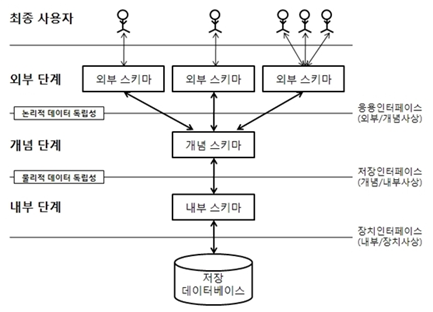 최종 사용자
외부 단계
외부 스키마
외부 스키마
외부 스키마
논리적 데이터 독립성
응용인터페이스
(외부/개념사상)
개념 단계
개념 스키마
물리적 데이터 독립성
저장인터페이스
(개념/내부사상)
내부 단계
내부 스키마
장치인터페이스
(내부/장치사상)
저장
데이터베이스